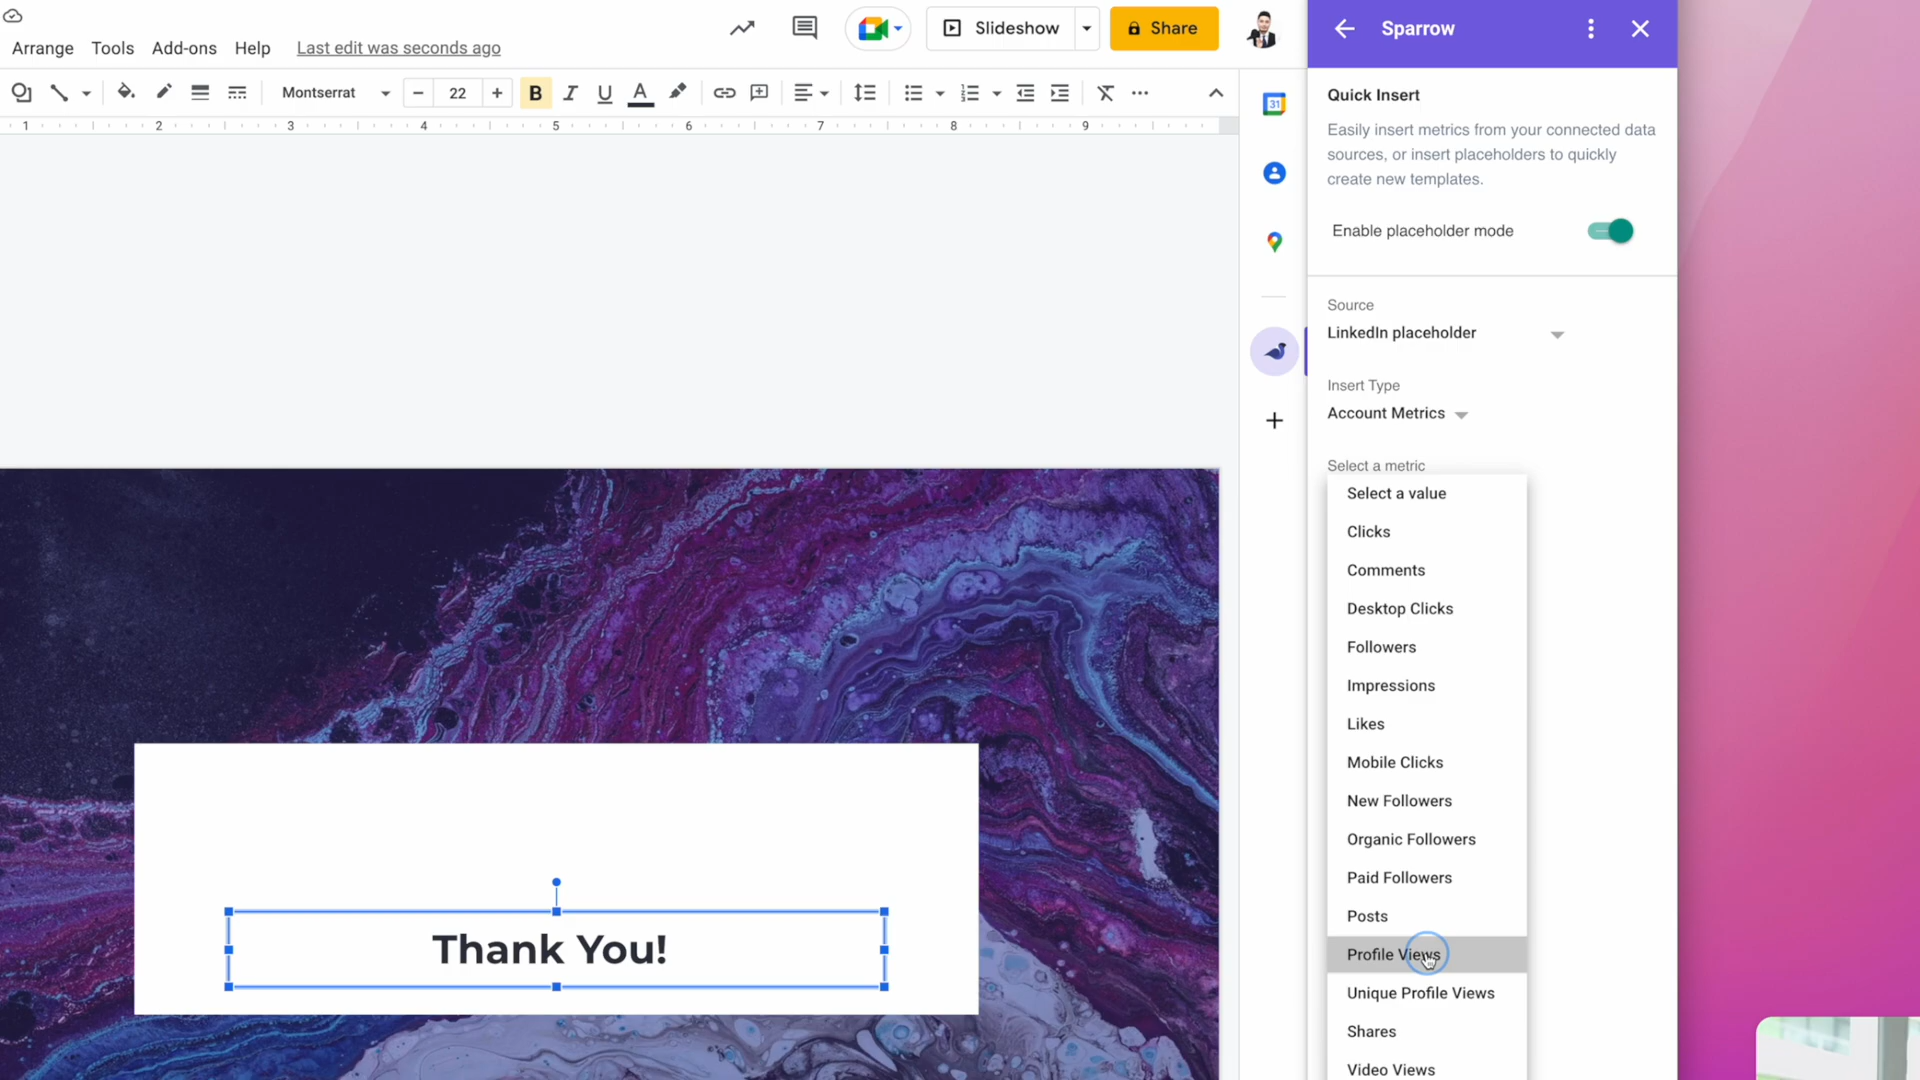 Arrange Tools Add-ons Help Last edit was seconds ago
Slideshow
Share
Montserrat
22
B I U A
1 2 3 4 5 6 7 8 9
31
Thank You!
Sparrow
Quick Insert
Easily insert metrics from your connected data
sources, or insert placeholders to quickly
create new templates.
Enable placeholder mode
Source
LinkedIn placeholder
Insert Type
Account Metrics
Select a metric
Select a value
Clicks
Comments
Desktop Clicks
Followers
Impressions
Likes
Mobile Clicks
New Followers
Organic Followers
Paid Followers
Posts
Profile Views
Unique Profile Views
Shares
Video Views